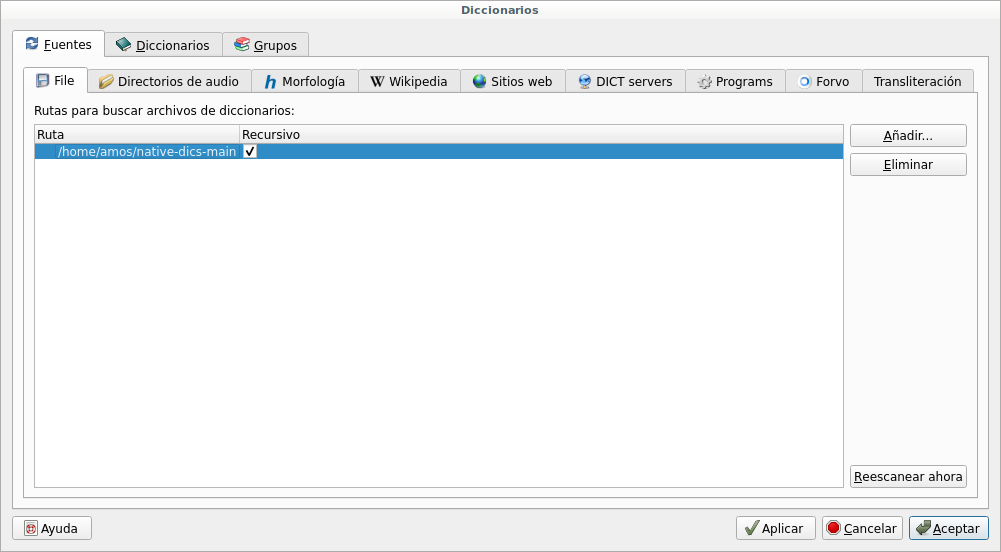 Diccionarios
Fuentes Diccionarios Grupos
File Directorios de audio Morfología Wikipedia Sitios web DICT servers Programs Forvo Transliteración
Rutas para buscar archivos de diccionarios:
Ruta Recursivo Añadir...
/home/amos/native-dics-main
Eliminar
Reescanear ahora
Ayuda Aplicar Cancelar Aceptar